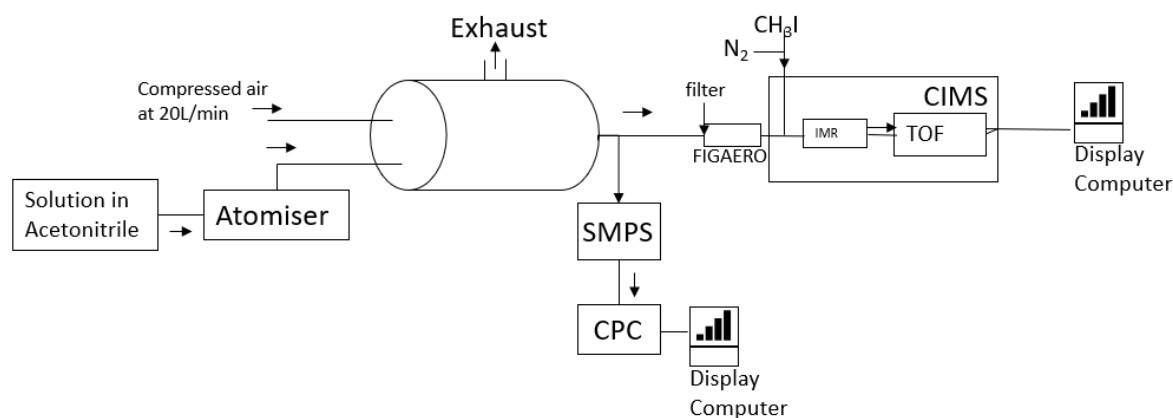 Exhaust
CH₃I
N₂
Compressed air
at 20L/min
filter
CIMS
IMR
TOF
FIGAERO
Display
Computer
Solution in
Acetonitrile
Atomiser
SMPS
CPC
Display
Computer